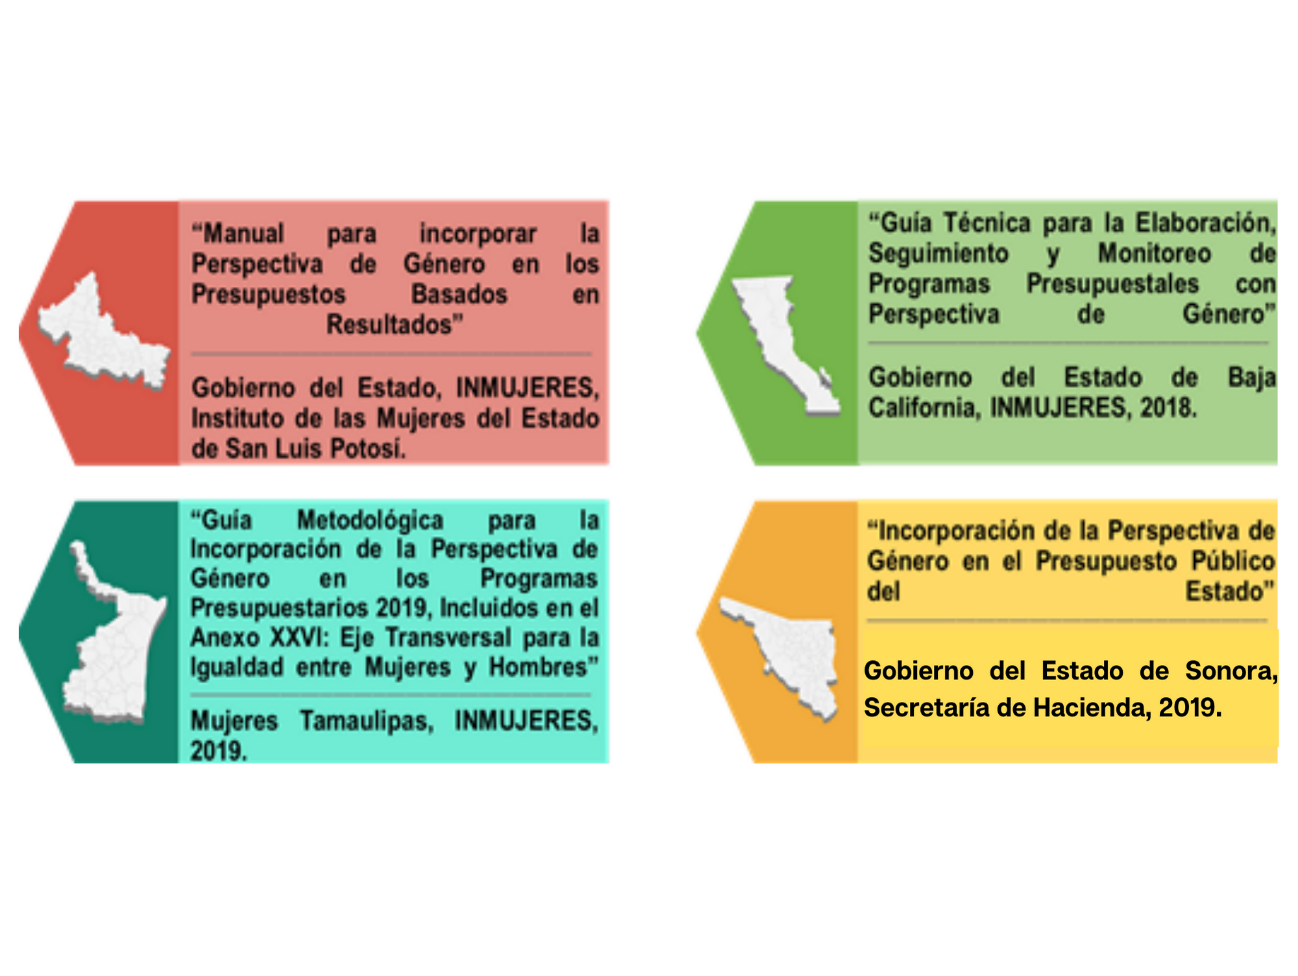 “Manual para incorporar la
Perspectiva de Género en los
Presupuestos Basados en
Resultados”
Gobierno del Estado, INMUJERES,
Instituto de las Mujeres del Estado
de San Luis Potosí.
“Guía Técnica para la Elaboración,
Seguimiento y Monitoreo de
Programas Presupuestales con
Perspectiva de Género”
Gobierno del Estado de Baja
California, INMUJERES, 2018.
“Guía Metodológica para la
Incorporación de la Perspectiva de
Género en los Programas
Presupuestarios 2019, Incluidos en el
Anexo XXVI: Eje Transversal para la
Igualdad entre Mujeres y Hombres”
Mujeres Tamaulipas, INMUJERES,
2019.
“Incorporación de la Perspectiva de
Género en el Presupuesto Público
del Estado”
Gobierno del Estado de Sonora,
Secretaría de Hacienda, 2019.